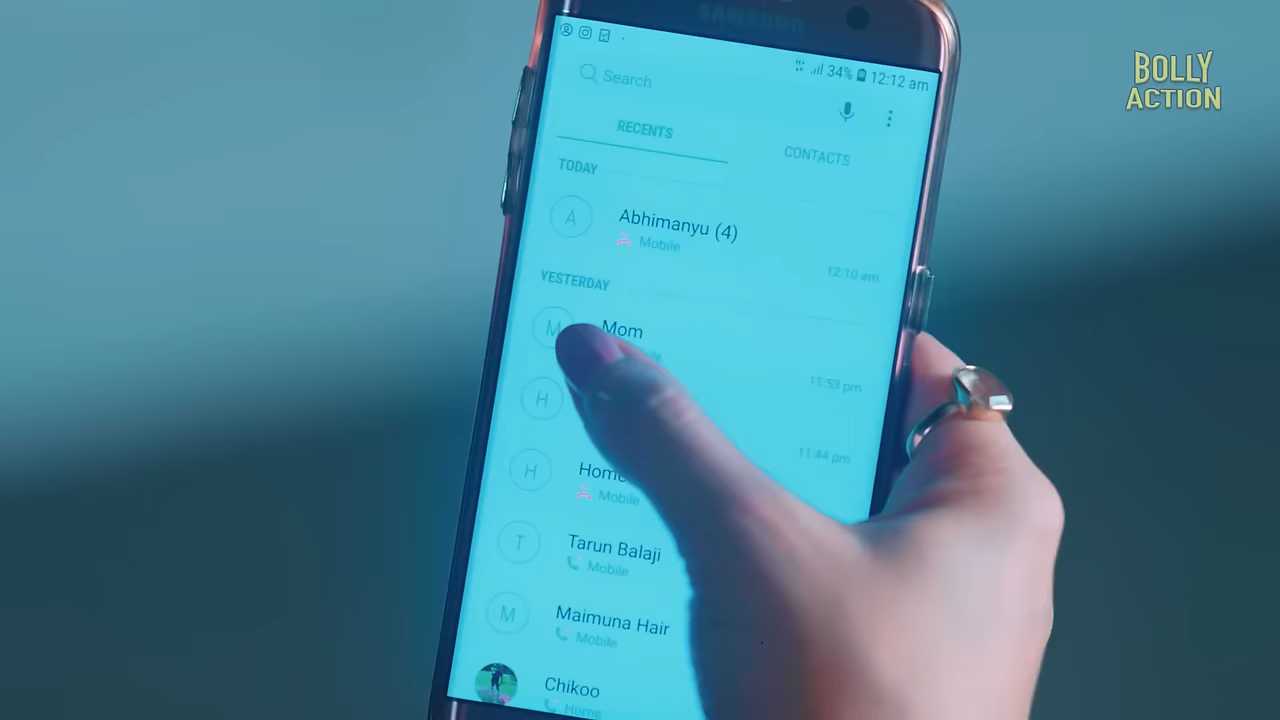 SAMSUNG
BOLLY
ACTION
34% 12:12 am
Search
RECENTS
CONTACTS
TODAY
A
Abhimanyu (4)
Mobile
12:10 am
YESTERDAY
M
Mom
11:53 pm
H
11:44 pm
H
Home
Mobile
T
Tarun Balaji
Mobile
M
Maimuna Hair
Mobile
Chikoo
Home